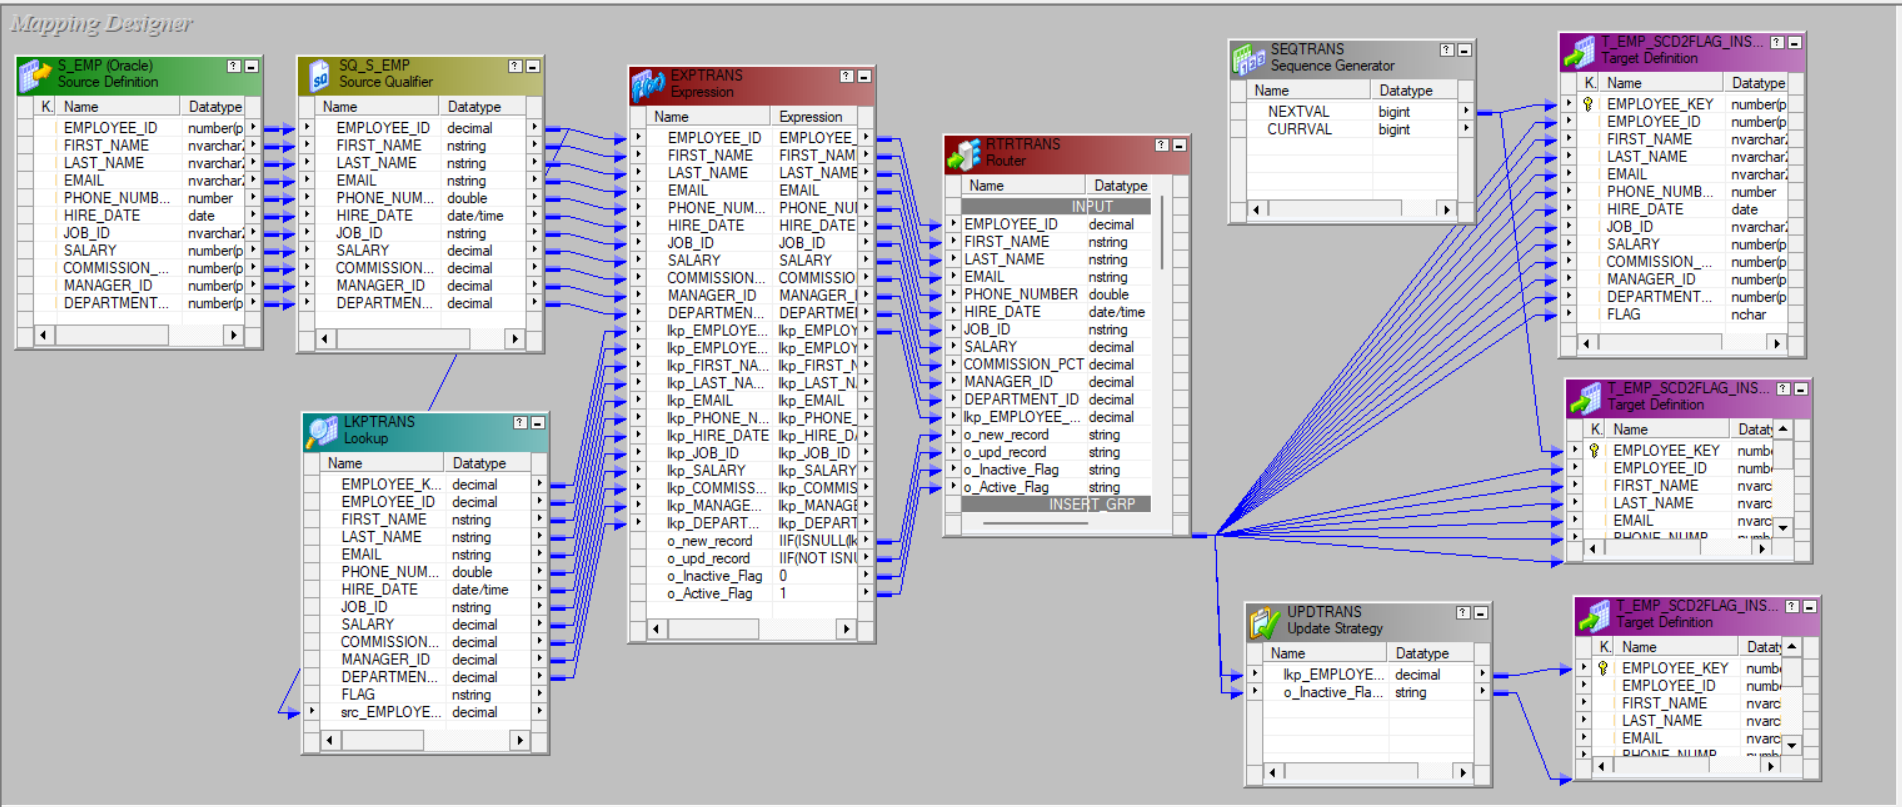 Mapping Designer
S_EMP (Oracle)
Source Definition
K. Name Datatype
EMPLOYEE_ID number(p
FIRST_NAME nvarchar2
LAST_NAME nvarchar2
EMAIL nvarchar2
PHONE_NUMB... number
HIRE_DATE date
JOB_ID nvarchar2
SALARY number(p
COMMISSION_... number(p
MANAGER_ID number(p
DEPARTMENT... number(p
SQ_S_EMP
Source Qualifier
Name Datatype
EMPLOYEE_ID decimal
FIRST_NAME nstring
LAST_NAME nstring
EMAIL nstring
PHONE_NUM... double
HIRE_DATE date/time
JOB_ID nstring
SALARY decimal
COMMISSION... decimal
MANAGER_ID decimal
DEPARTMEN... decimal
LKPTRANS
Lookup
Name Datatype
EMPLOYEE_K... decimal
EMPLOYEE_ID decimal
FIRST_NAME nstring
LAST_NAME nstring
EMAIL nstring
PHONE_NUM... double
HIRE_DATE date/time
JOB_ID nstring
SALARY decimal
COMMISSION... decimal
MANAGER_ID decimal
DEPARTMEN... decimal
FLAG nstring
src_EMPLOYE... decimal
EXPTRANS
Expression
Name Expression
EMPLOYEE_ID EMPLOYEE_
FIRST_NAME FIRST_NAM
LAST_NAME LAST_NAME
EMAIL EMAIL
PHONE_NUM... PHONE_NUI
HIRE_DATE HIRE_DATE
JOB_ID JOB_ID
SALARY SALARY
COMMISSION... COMMISSIO
MANAGER_ID MANAGER_I
DEPARTMEN... DEPARTMEI
lkp_EMPLOYE... lkp_EMPLOY
lkp_EMPLOYE... lkp_EMPLOY
lkp_FIRST_NA... lkp_FIRST_N
lkp_LAST_NA... lkp_LAST_N
lkp_EMAIL lkp_EMAIL
lkp_PHONE_N... lkp_PHONE_
lkp_HIRE_DATE lkp_HIRE_D
lkp_JOB_ID lkp_JOB_ID
lkp_SALARY lkp_SALARY
lkp_COMMISS... lkp_COMMIS
lkp_MANAGE... lkp_MANAGE
lkp_DEPART... lkp_DEPART
o_new_record IIF(ISNULL(lk
o_upd_record IIF(NOT ISNU
o_Inactive_Flag 0
o_Active_Flag 1
RTRTRANS
Router
Name Datatype
INPUT
EMPLOYEE_ID decimal
FIRST_NAME nstring
LAST_NAME nstring
EMAIL nstring
PHONE_NUMBER double
HIRE_DATE date/time
JOB_ID nstring
SALARY decimal
COMMISSION_PCT decimal
MANAGER_ID decimal
DEPARTMENT_ID decimal
lkp_EMPLOYEE_... decimal
o_new_record string
o_upd_record string
o_Inactive_Flag string
o_Active_Flag string
INSERT_GRP
SEQTRANS
Sequence Generator
Name Datatype
NEXTVAL bigint
CURRVAL bigint
T_EMP_SCD2FLAG_INS...
Target Definition
K. Name Datatype
EMPLOYEE_KEY number(p
EMPLOYEE_ID number(p
FIRST_NAME nvarchar2
LAST_NAME nvarchar2
EMAIL nvarchar2
PHONE_NUMB... number
HIRE_DATE date
JOB_ID nvarchar2
SALARY number(p
COMMISSION_... number(p
MANAGER_ID number(p
DEPARTMENT... number(p
FLAG nchar
T_EMP_SCD2FLAG_INS...
Target Definition
K. Name Datat
EMPLOYEE_KEY numb
EMPLOYEE_ID numb
FIRST_NAME nvarc
LAST_NAME nvarc
EMAIL nvarc
PHONE_NUMB numb
UPDTRANS
Update Strategy
Name Datatype
lkp_EMPLOYE... decimal
o_Inactive_Fla... string
T_EMP_SCD2FLAG_INS...
Target Definition
K. Name Datat
EMPLOYEE_KEY numb
EMPLOYEE_ID numb
FIRST_NAME nvarc
LAST_NAME nvarc
EMAIL nvarc
PHONE_NUMB numb